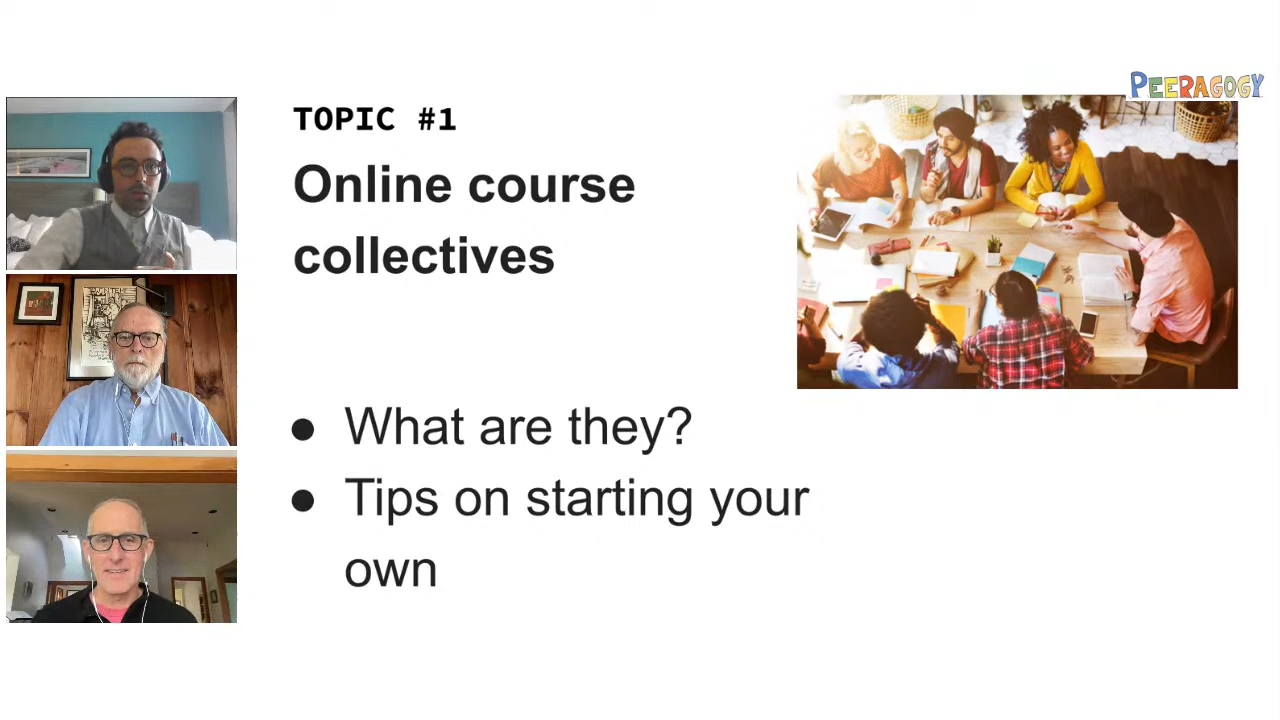 PEERAGOGY
TOPIC #1
Online course
collectives
● What are they?
● Tips on starting your
own